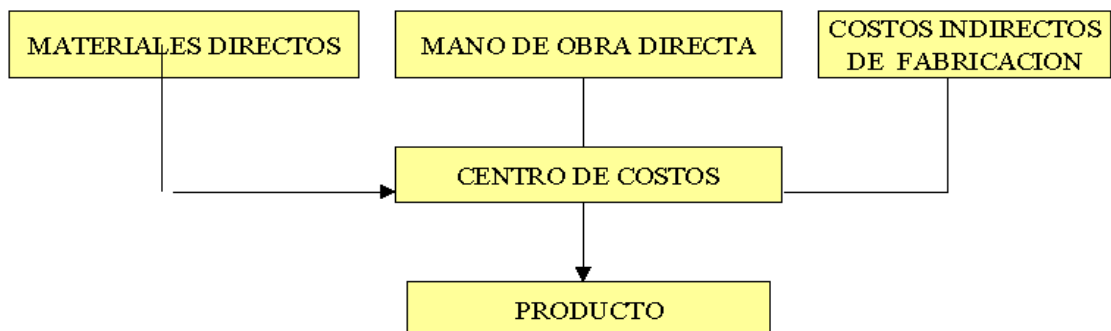 MATERIALES DIRECTOS
MANO DE OBRA DIRECTA
COSTOS INDIRECTOS
DE FABRICACION
CENTRO DE COSTOS
PRODUCTO